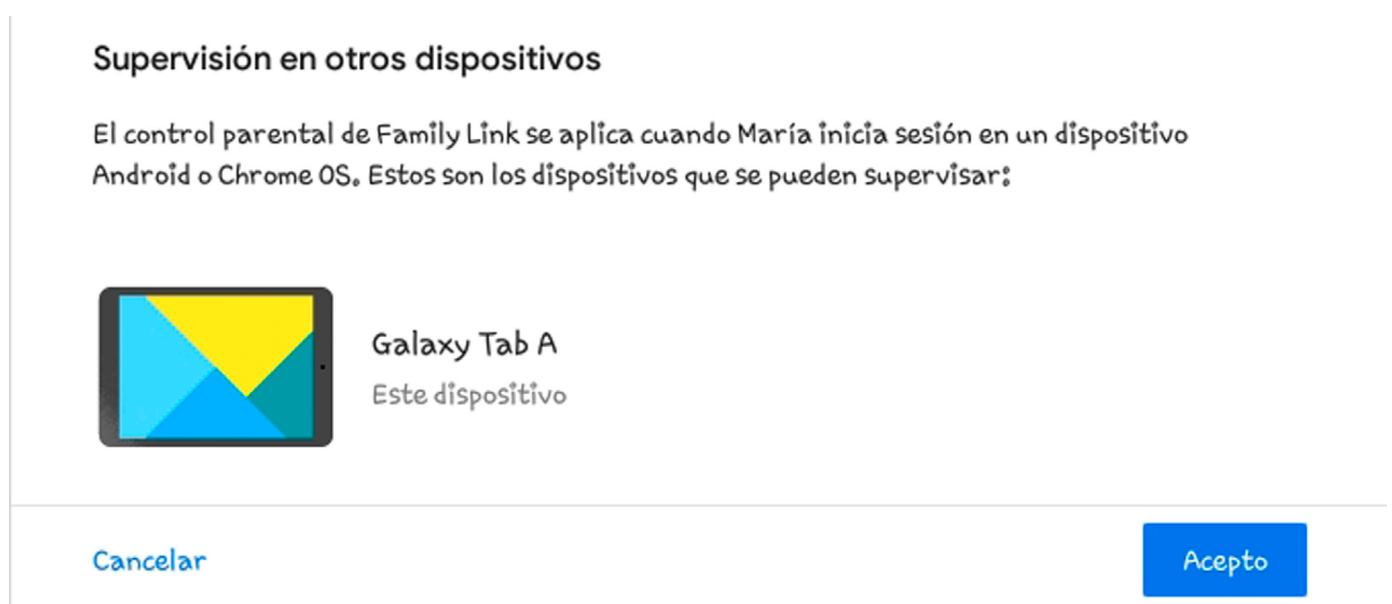 Supervisión en otros dispositivos
El control parental de Family Link se aplica cuando María inicia sesión en un dispositivo
Android o Chrome OS. Estos son los dispositivos que se pueden supervisar:
Galaxy Tab A
Este dispositivo
Cancelar
Acepto